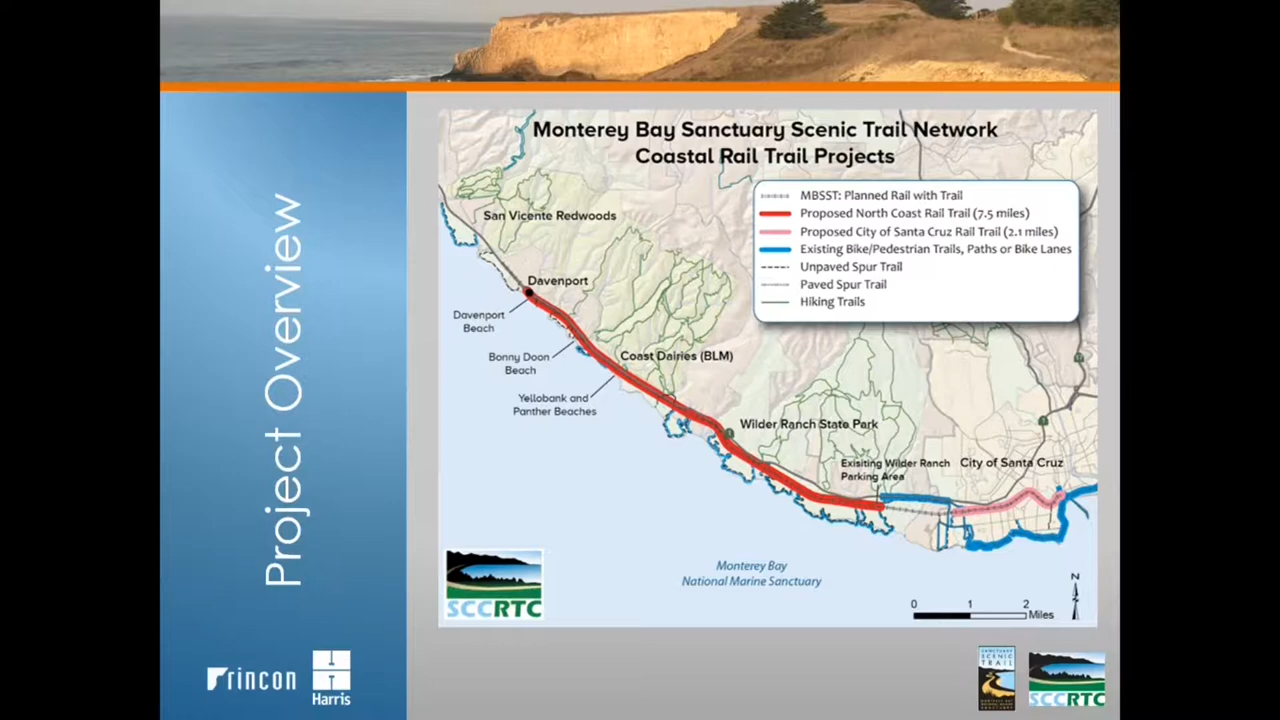 Project Overview
Monterey Bay Sanctuary Scenic Trail Network
Coastal Rail Trail Projects
MBSST: Planned Rail with Trail
Proposed North Coast Rail Trail (7.5 miles)
Proposed City of Santa Cruz Rail Trail (2.1 miles)
Existing Bike/Pedestrian Trails, Paths or Bike Lanes
Unpaved Spur Trail
Paved Spur Trail
Hiking Trails
San Vicente Redwoods
Davenport
Davenport
Beach
Bonny Doon
Beach
Coast Dairies (BLM)
Yellobank and
Panther Beaches
Wilder Ranch State Park
Exisiting Wilder Ranch
Parking Area
City of Santa Cruz
Monterey Bay
National Marine Sanctuary
N
0 1 2
Miles
SCCRTC
rincon
Harris
SANCTUARY
SCENIC
TRAIL
SCCRTC